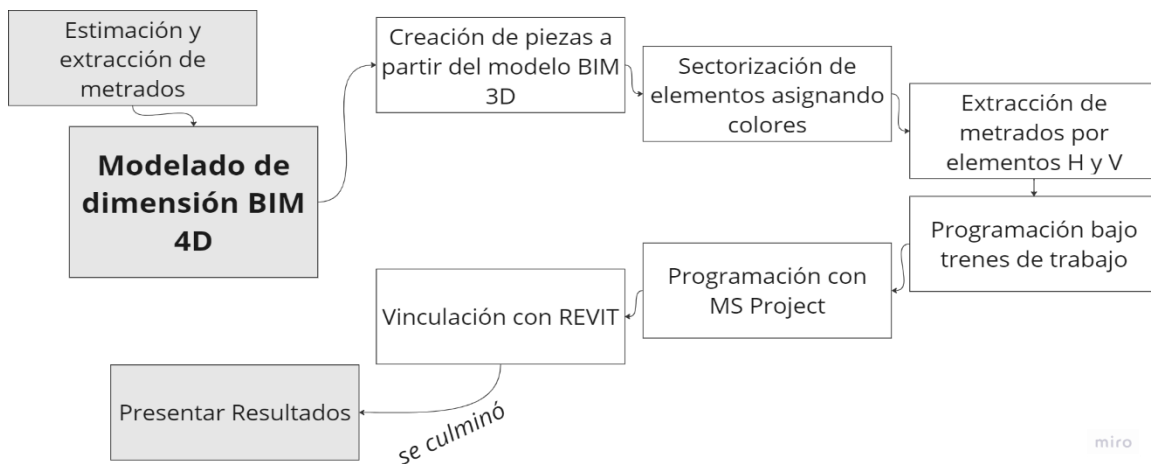 Estimación y
extracción de
metrados
Modelado de
dimensión BIM
4D
Creación de piezas a
partir del modelo BIM
3D
Sectorización de
elementos asignando
colores
Extracción de
metrados por
elementos H y V
Programación bajo
trenes de trabajo
Programación con
MS Project
Vinculación con REVIT
se culminó
Presentar Resultados
miro